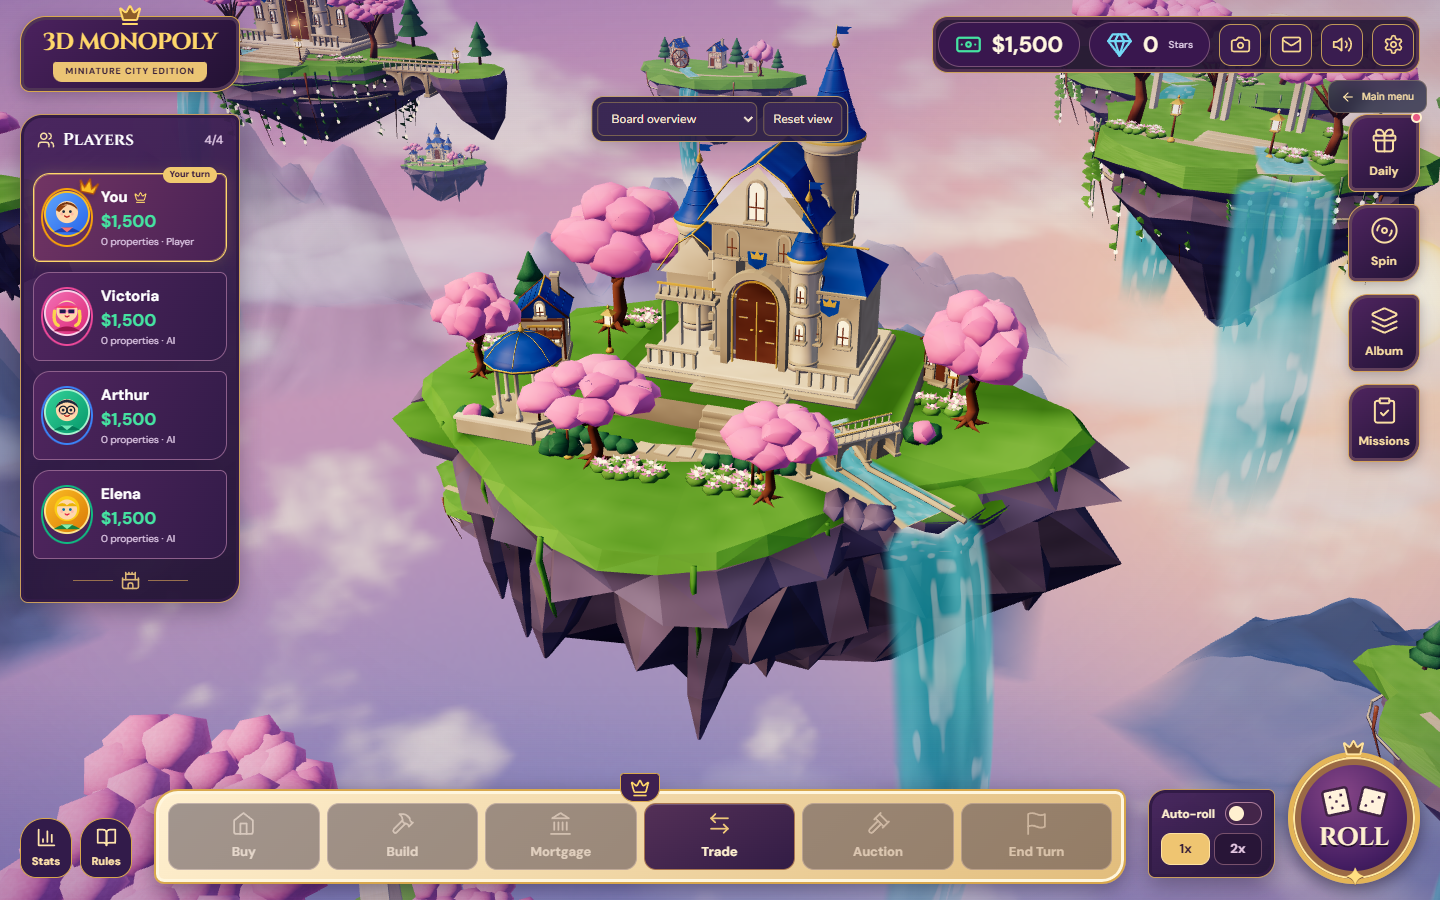 3D MONOPOLY
MINIATURE CITY EDITION
$1,500
0 Stars
Main menu
Board overview
Reset view
PLAYERS 4/4
Your turn
You
$1,500
0 properties · Player
Victoria
$1,500
0 properties · AI
Arthur
$1,500
0 properties · AI
Elena
$1,500
0 properties · AI
Daily
Spin
Album
Missions
Stats
Rules
Buy
Build
Mortgage
Trade
Auction
End Turn
Auto-roll
1x 2x
ROLL